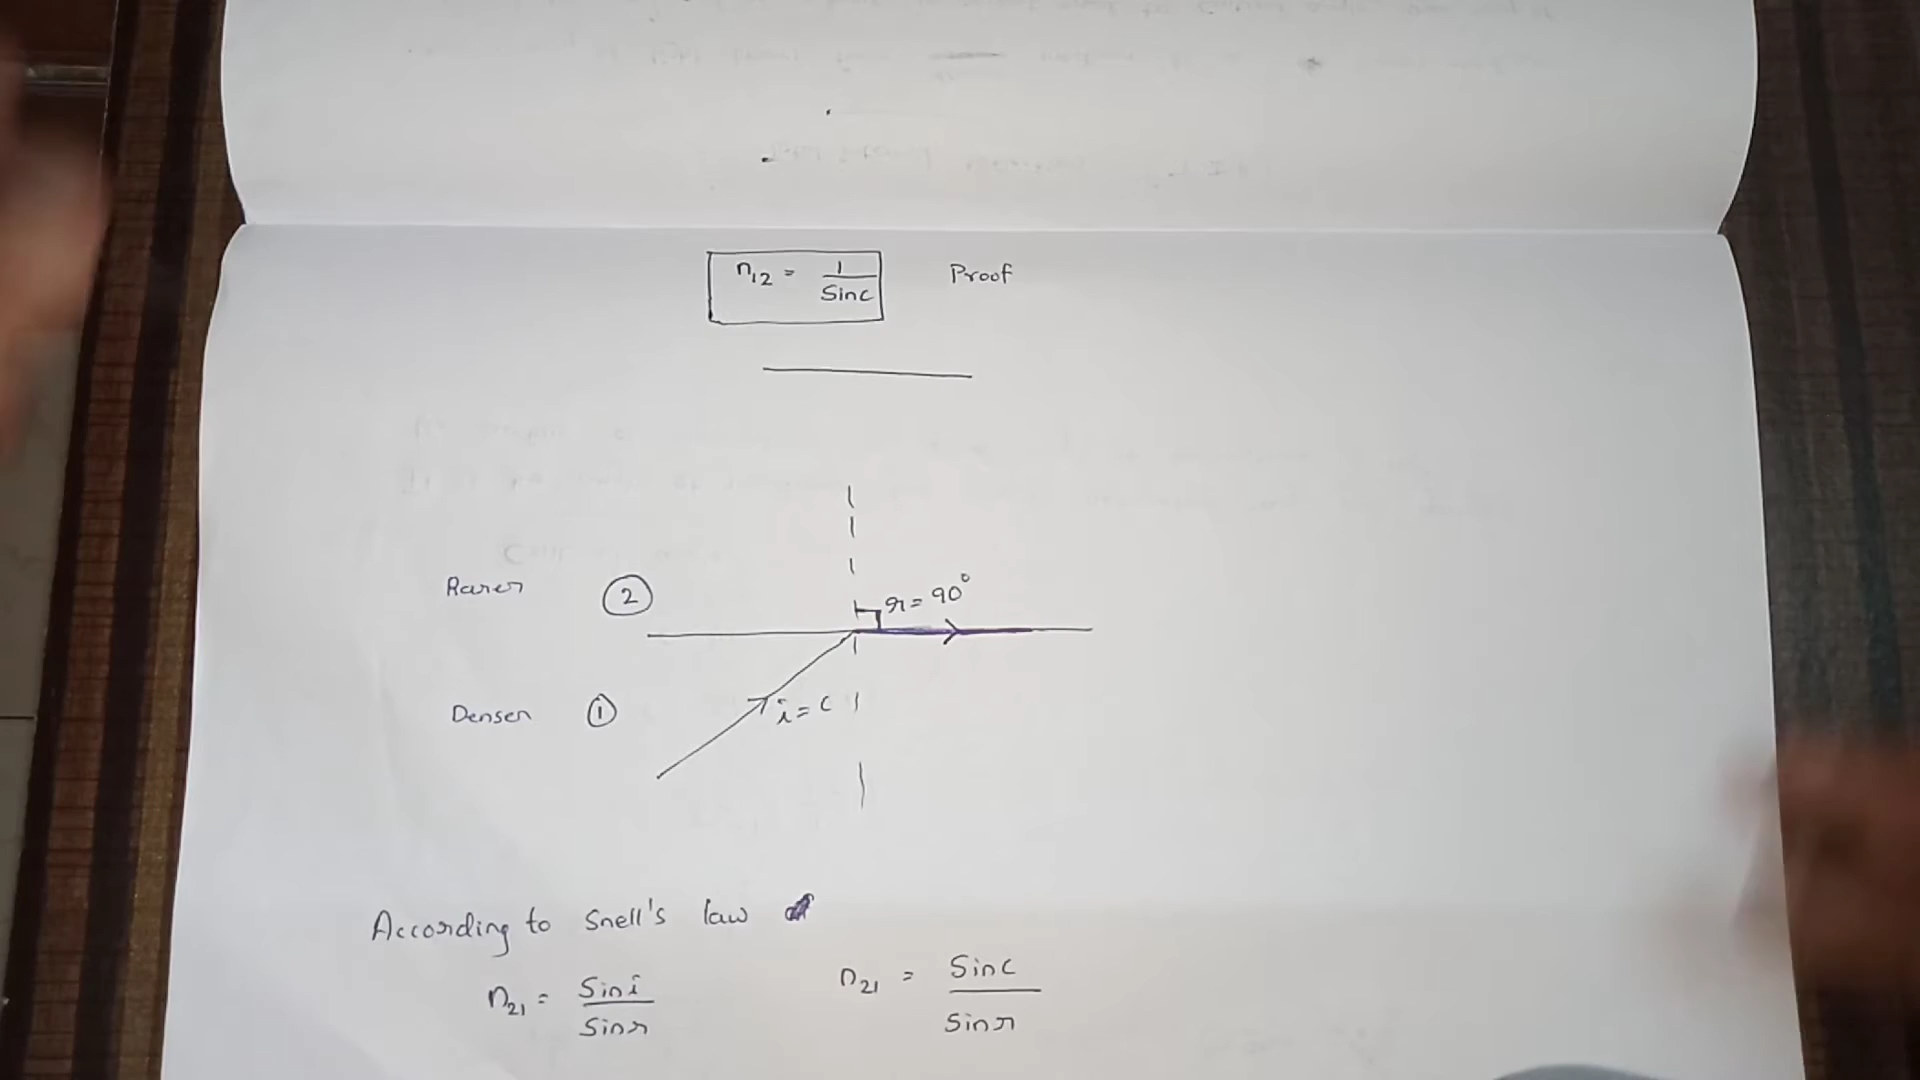 n12 = 1/Sinc Proof
r = 90°
Rarer 2
i = c
Denser 1
According to Snell's law
n21 = Sin i / Sin r n21 = Sin c / Sin r